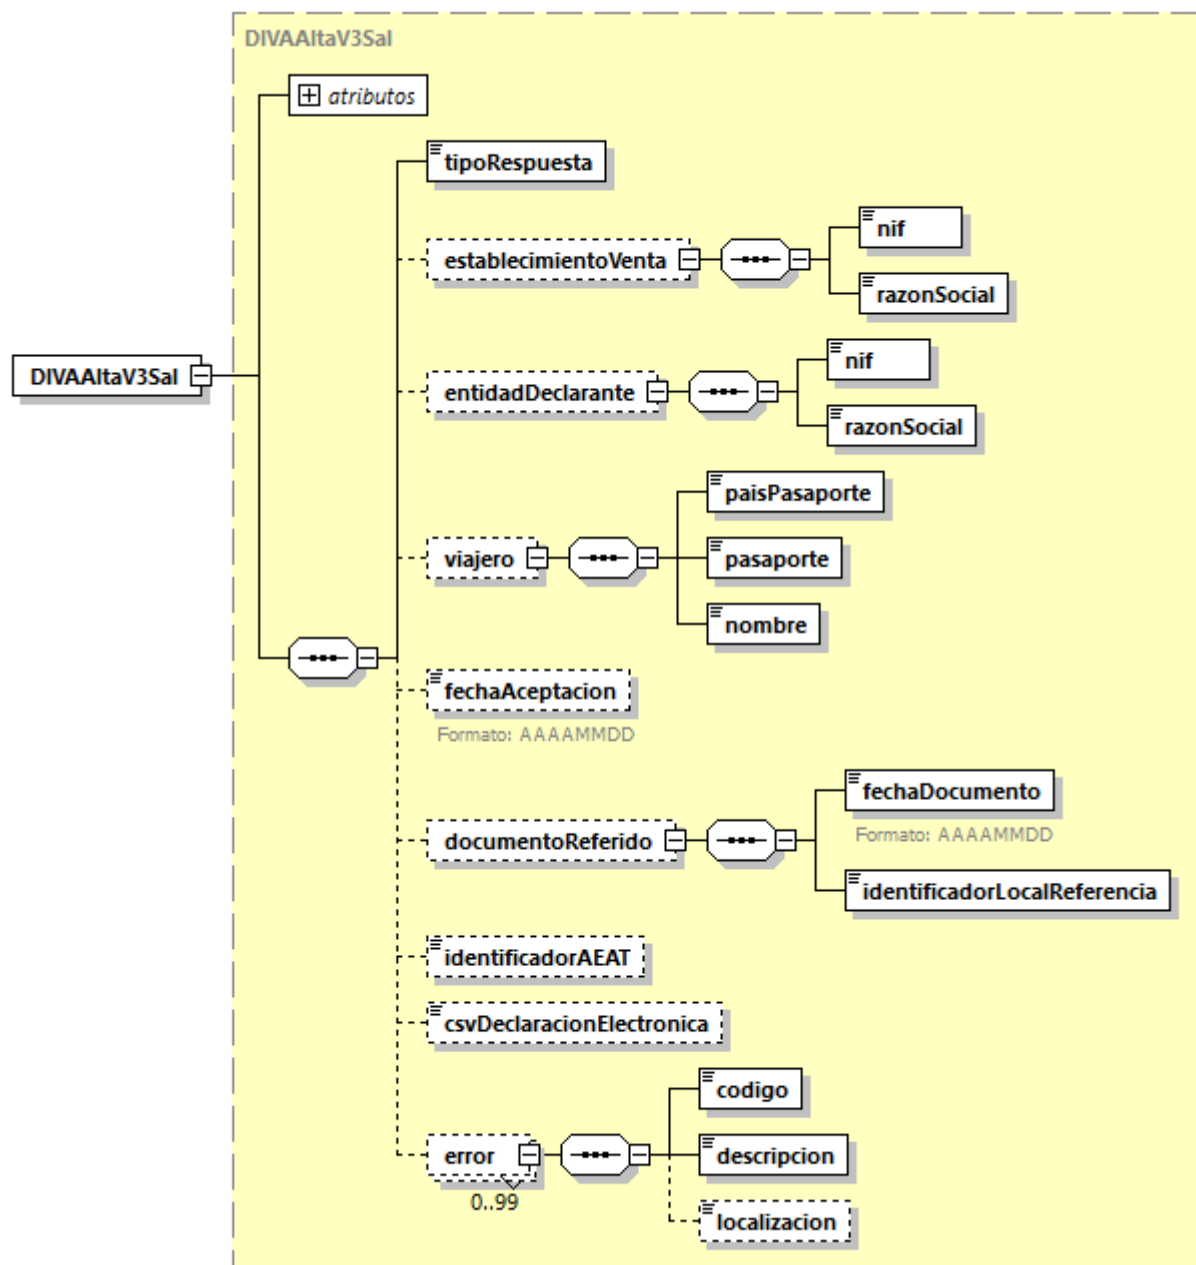 DIVAAltaV3Sal
atributos
tipoRespuesta
establecimientoVenta
nif
razonSocial
DIVAAltaV3Sal
entidadDeclarante
nif
razonSocial
viajero
paisPasaporte
pasaporte
nombre
fechaAceptacion
Formato: AAAAMMDD
documentoReferido
fechaDocumento
Formato: AAAAMMDD
identificadorLocalReferencia
identificadorAEAT
csvDeclaracionElectronica
error
0..99
codigo
descripcion
localizacion